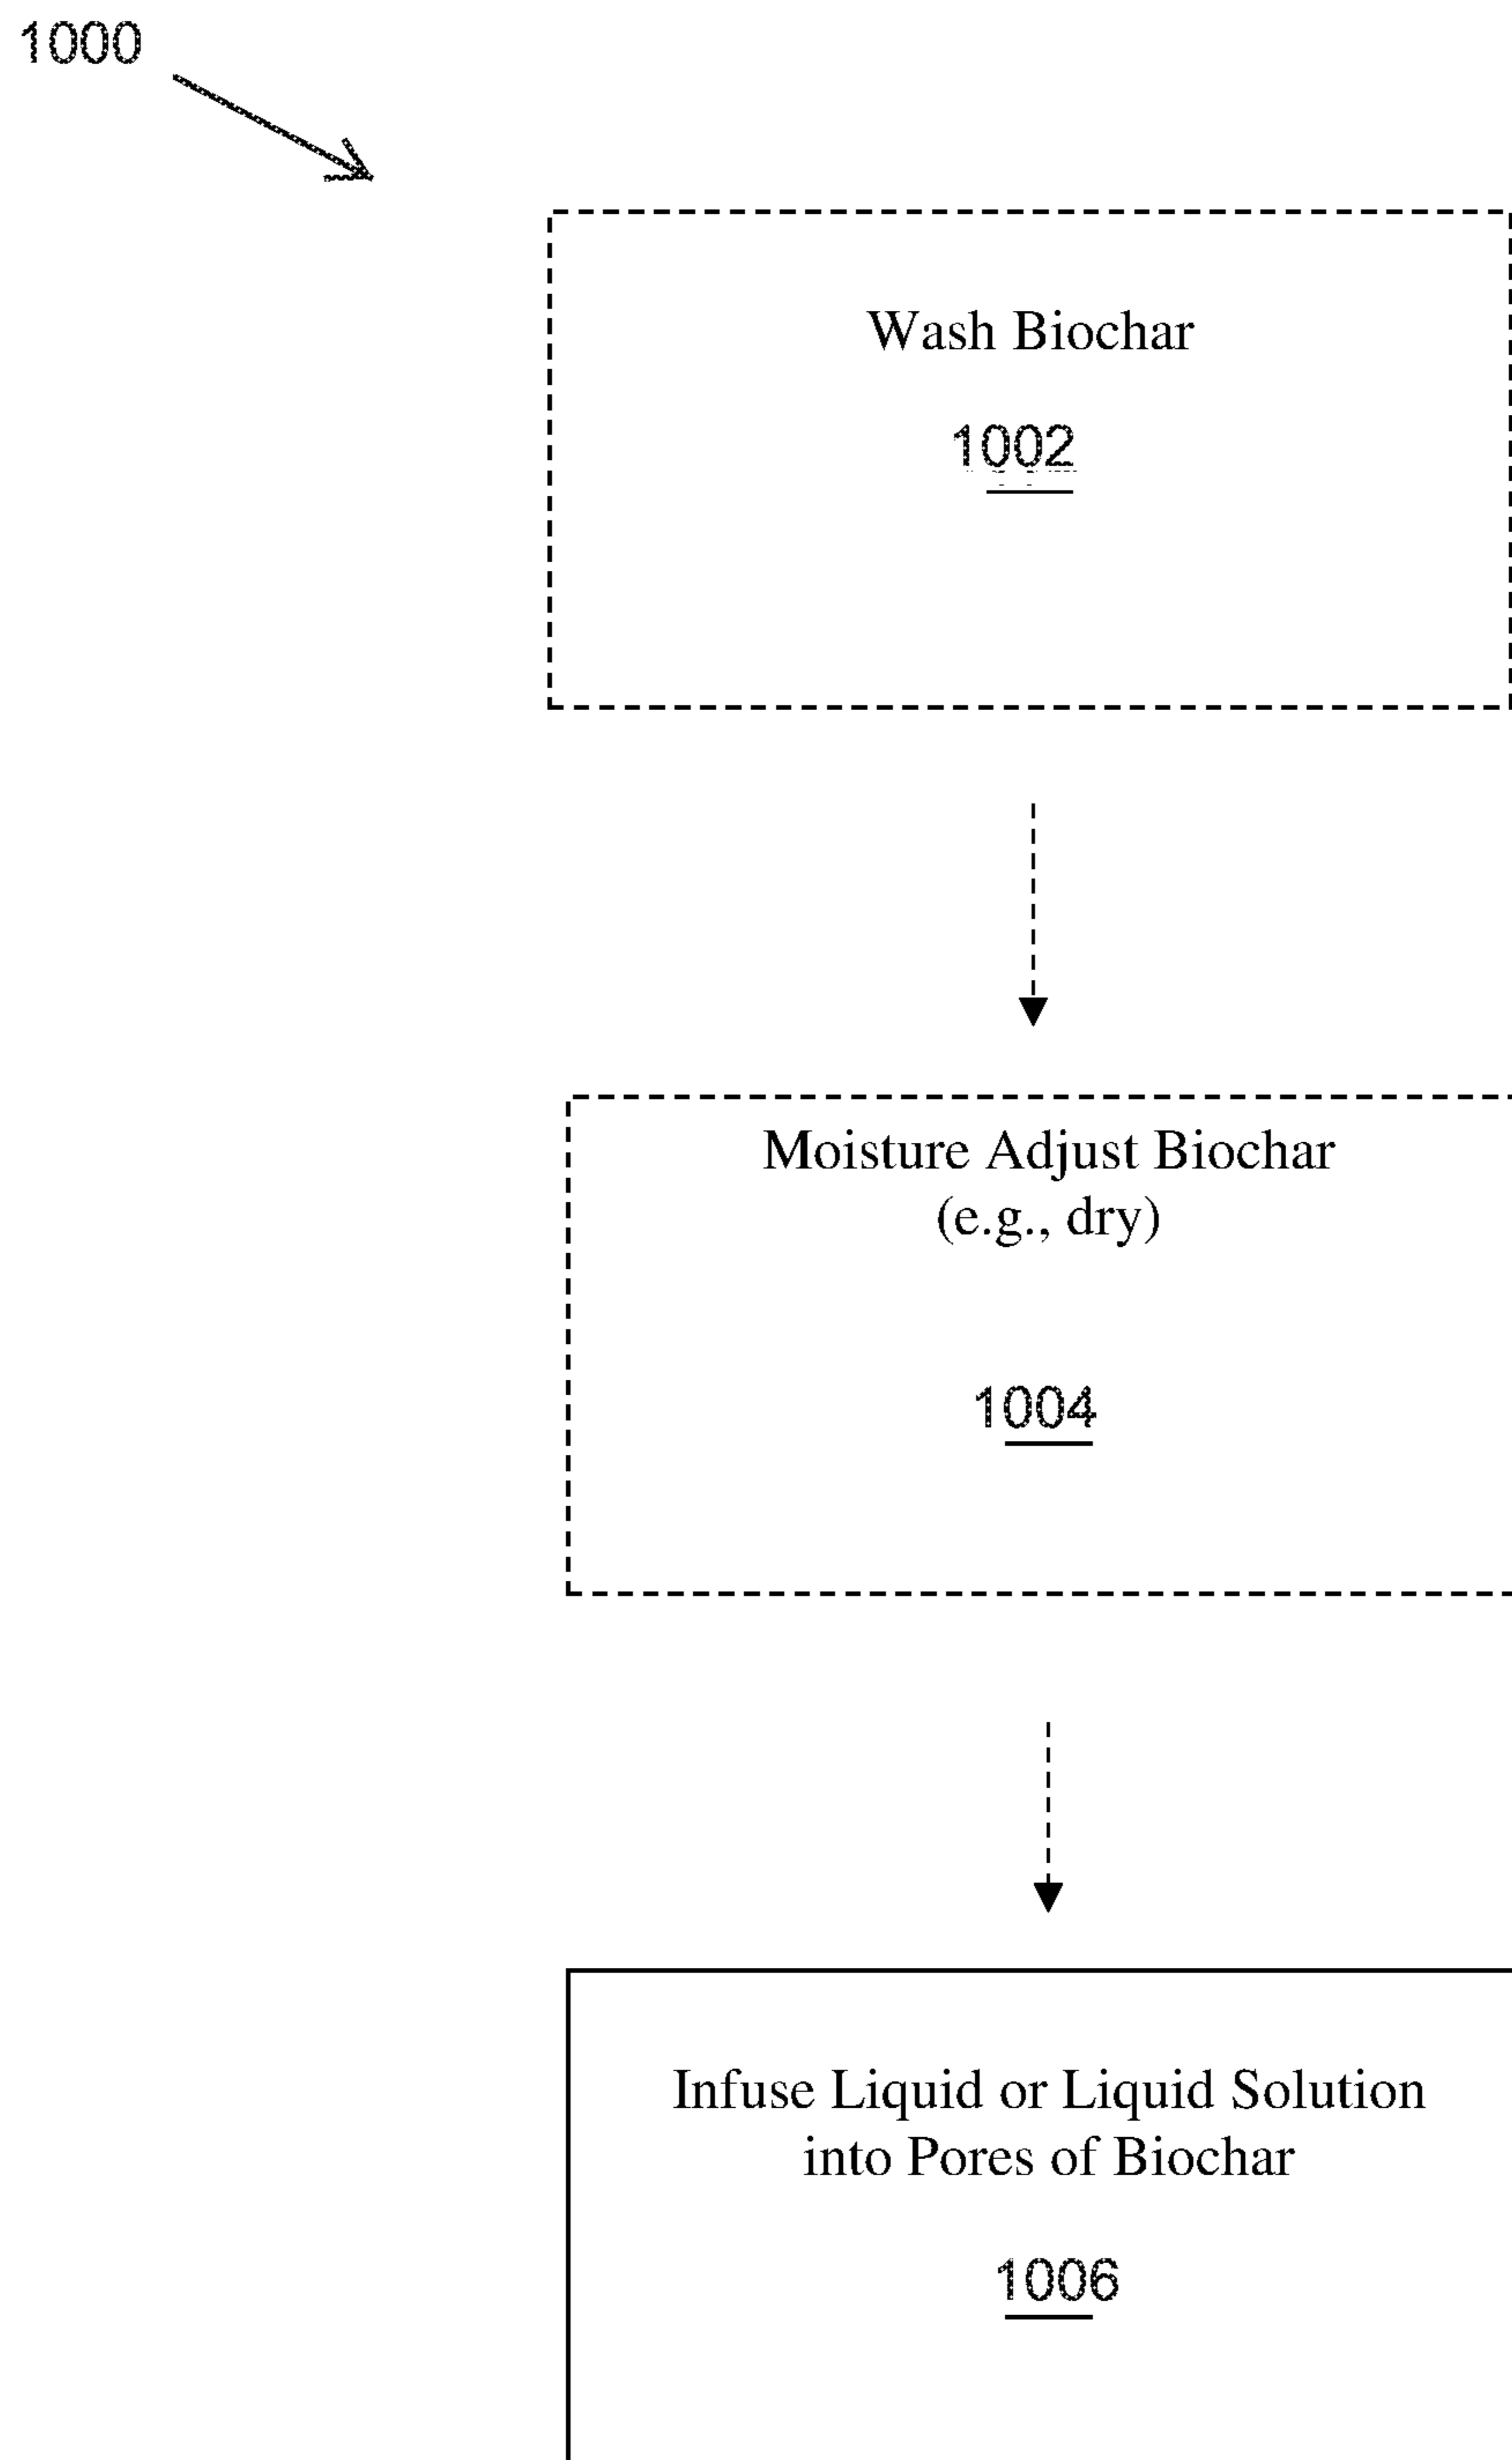 1000
Wash Biochar
1002
Moisture Adjust Biochar
(e.g., dry)
1004
Infuse Liquid or Liquid Solution
into Pores of Biochar
1006